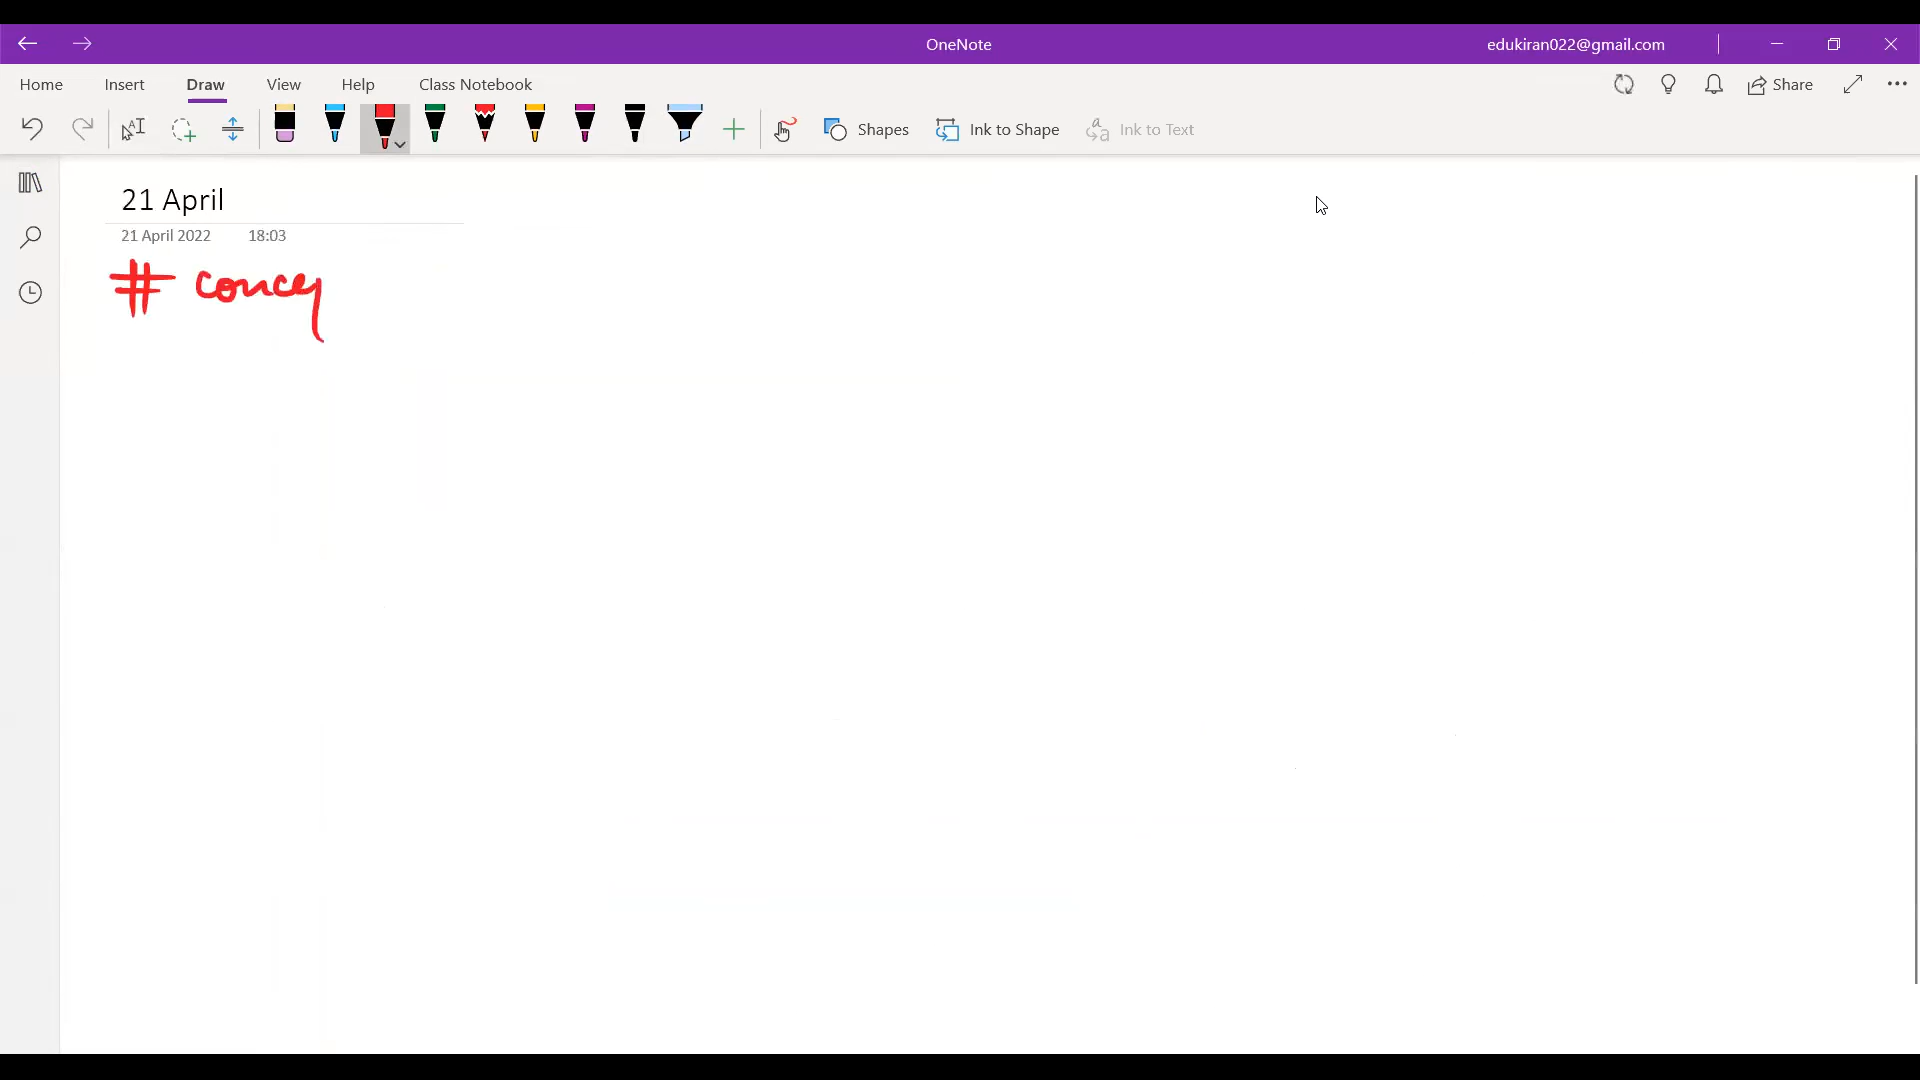 OneNote
edukiran022@gmail.com
Home Insert Draw View Help Class Notebook
Share
Shapes Ink to Shape Ink to Text
21 April
21 April 2022 18:03
#